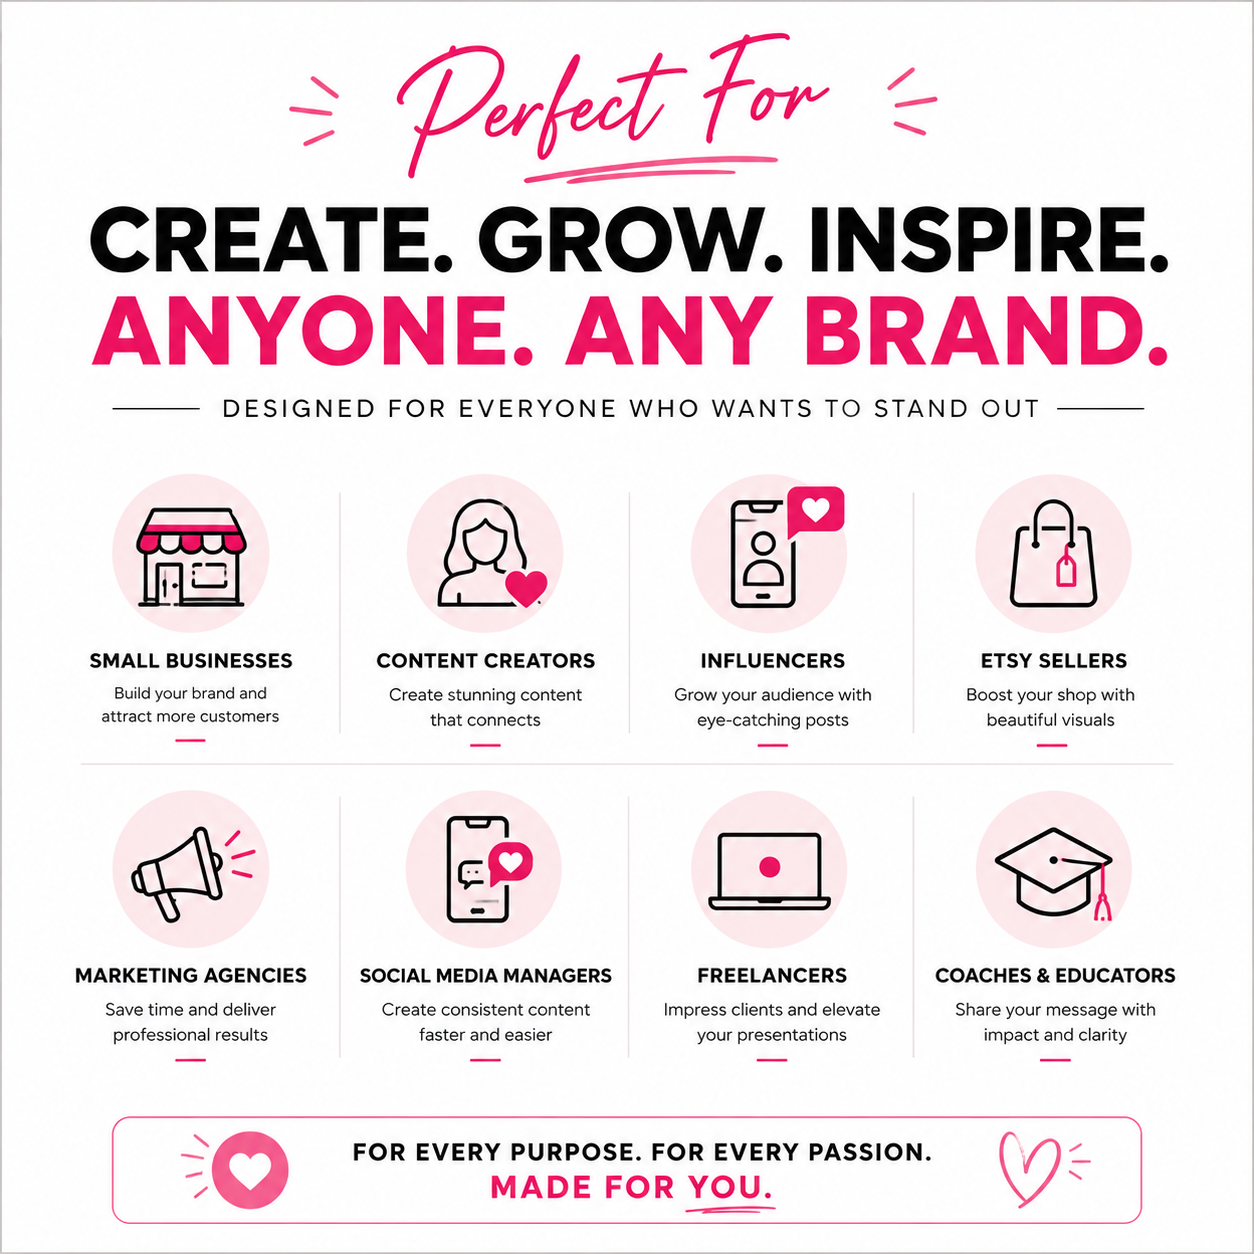 Perfect For
CREATE. GROW. INSPIRE.
ANYONE. ANY BRAND.
DESIGNED FOR EVERYONE WHO WANTS TO STAND OUT
SMALL BUSINESSES
Build your brand and
attract more customers
CONTENT CREATORS
Create stunning content
that connects
INFLUENCERS
Grow your audience with
eye-catching posts
ETSY SELLERS
Boost your shop with
beautiful visuals
MARKETING AGENCIES
Save time and deliver
professional results
SOCIAL MEDIA MANAGERS
Create consistent content
faster and easier
FREELANCERS
Impress clients and elevate
your presentations
COACHES & EDUCATORS
Share your message with
impact and clarity
FOR EVERY PURPOSE. FOR EVERY PASSION.
MADE FOR YOU.